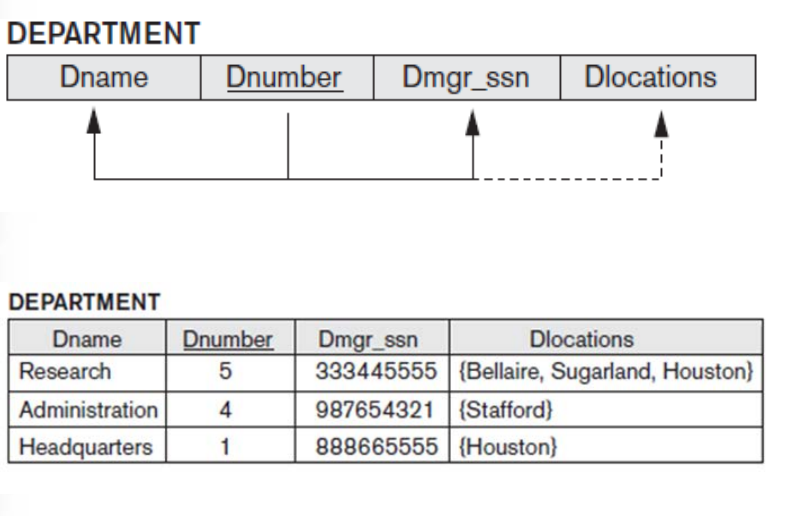 DEPARTMENT
Dname Dnumber Dmgr_ssn Dlocations
DEPARTMENT
Dname Dnumber Dmgr_ssn Dlocations
Research 5 333445555 {Bellaire, Sugarland, Houston}
Administration 4 987654321 {Stafford}
Headquarters 1 888665555 {Houston}